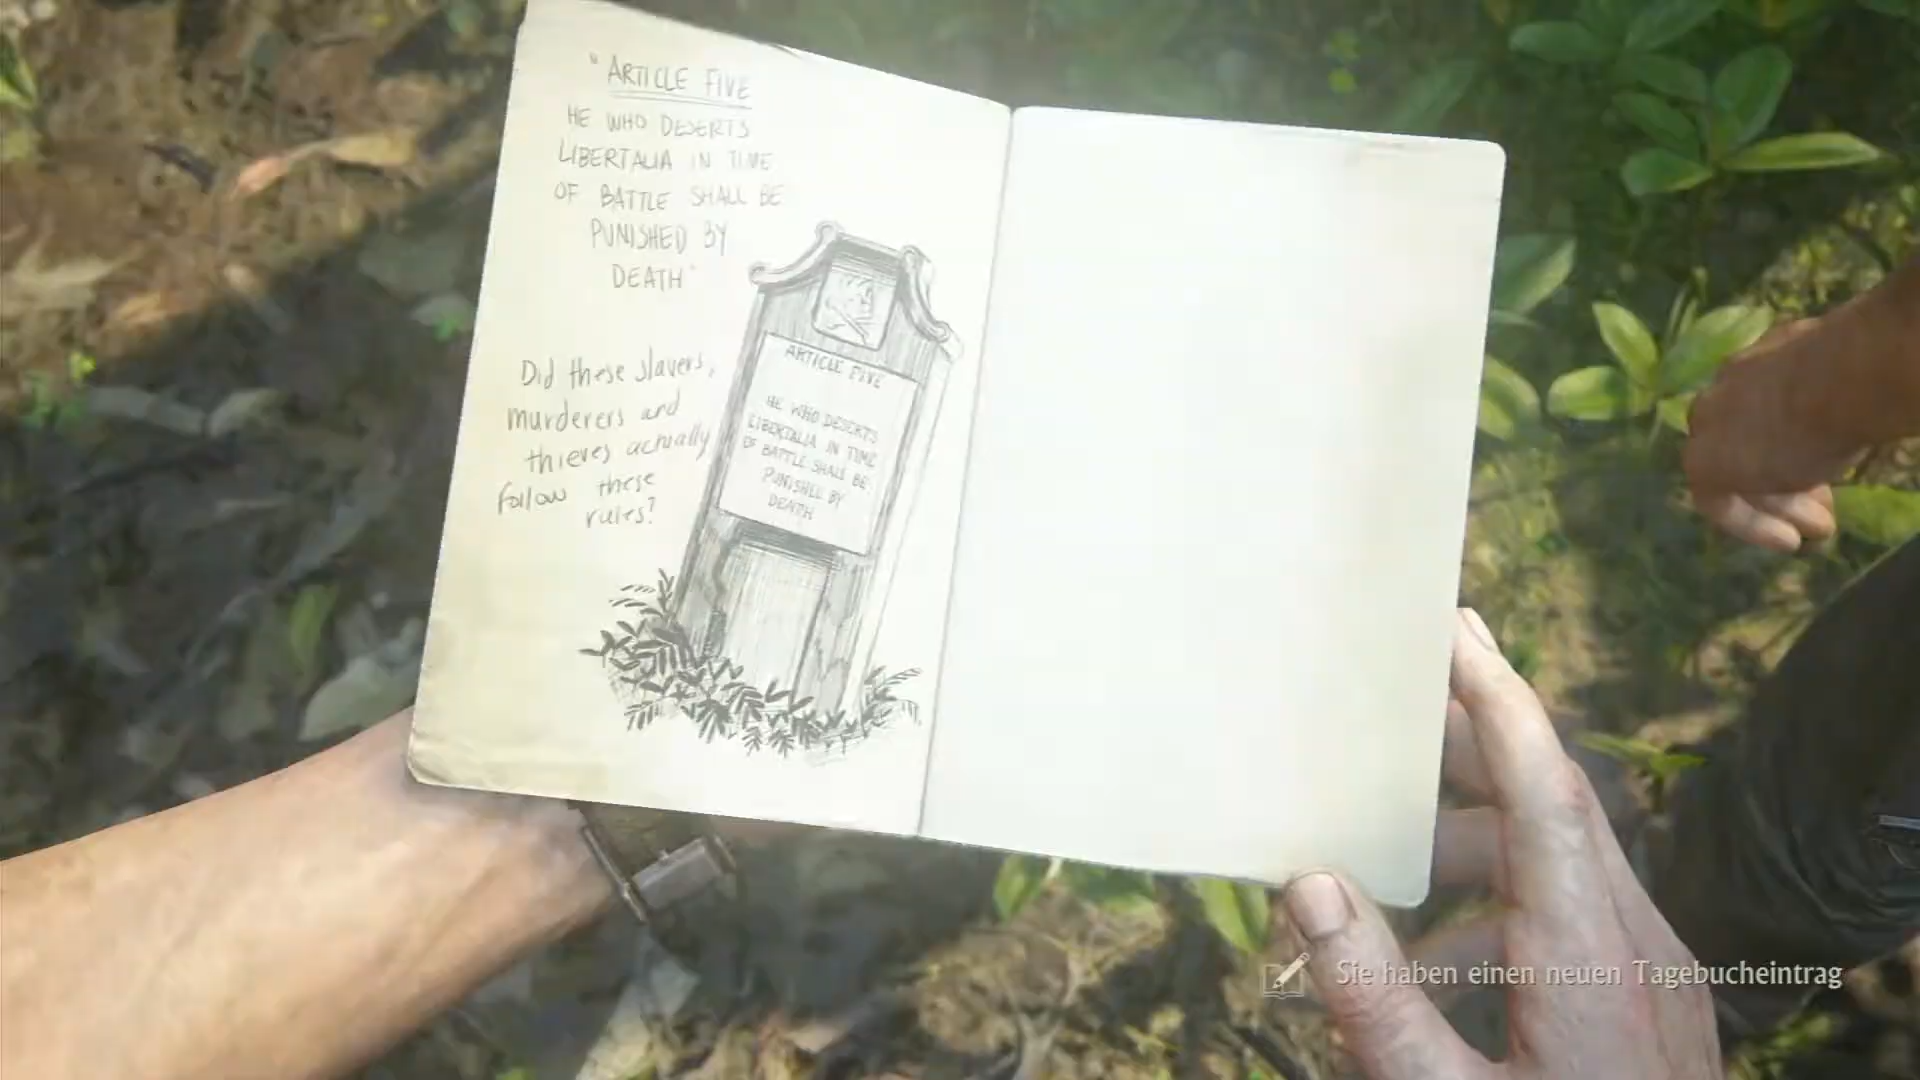 "ARTICLE FIVE
HE WHO DESERTS
LIBERTALIA IN TIME
OF BATTLE SHALL BE
PUNISHED BY
DEATH"
Did these slavers,
murderers and
thieves actually
follow these
rules?
ARTICLE FIVE
HE WHO DESERTS
LIBERTALIA IN TIME
OF BATTLE SHALL BE
PUNISHED BY
DEATH
Sie haben einen neuen Tagebucheintrag